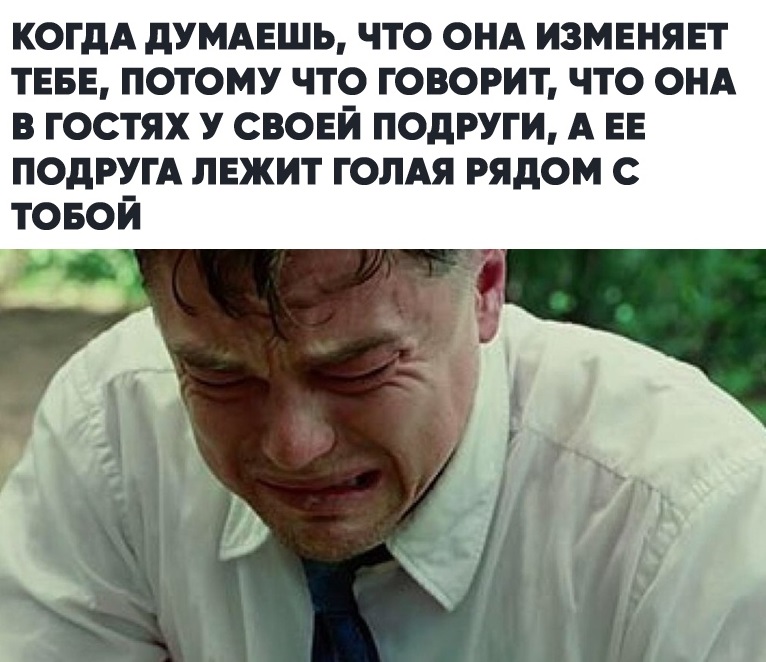 КОГДА ДУМАЕШЬ, ЧТО ОНА ИЗМЕНЯЕТ
ТЕБЕ, ПОТОМУ ЧТО ГОВОРИТ, ЧТО ОНА
В ГОСТЯХ У СВОЕЙ ПОДРУГИ, А ЕЕ
ПОДРУГА ЛЕЖИТ ГОЛАЯ РЯДОМ С
ТОБОЙ